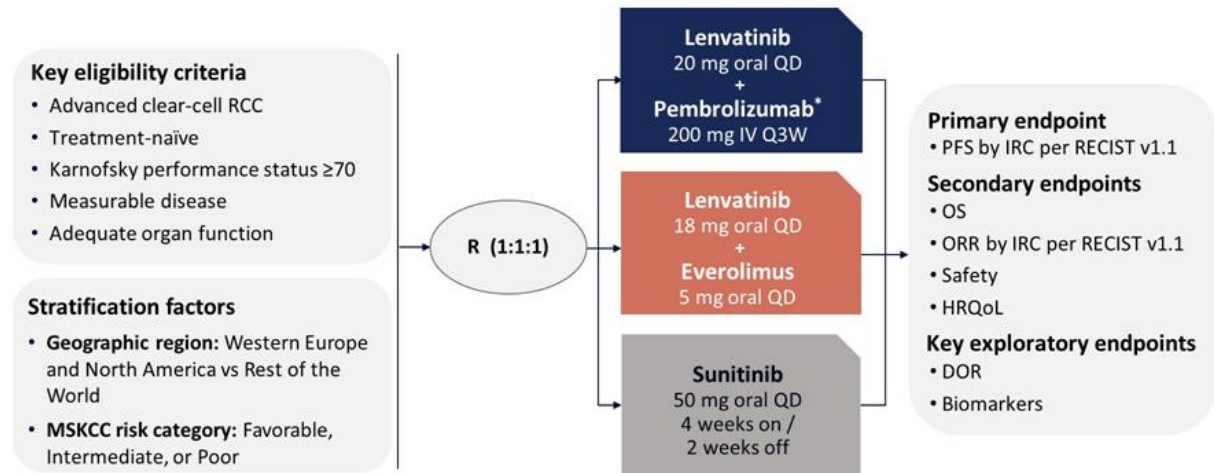 Key eligibility criteria
• Advanced clear-cell RCC
• Treatment-naïve
• Karnofsky performance status ≥70
• Measurable disease
• Adequate organ function
Stratification factors
• Geographic region: Western Europe
and North America vs Rest of the
World
• MSKCC risk category: Favorable,
Intermediate, or Poor
R (1:1:1)
Lenvatinib
20 mg oral QD
+
Pembrolizumab*
200 mg IV Q3W
Lenvatinib
18 mg oral QD
+
Everolimus
5 mg oral QD
Sunitinib
50 mg oral QD
4 weeks on /
2 weeks off
Primary endpoint
• PFS by IRC per RECIST v1.1
Secondary endpoints
• OS
• ORR by IRC per RECIST v1.1
• Safety
• HRQoL
Key exploratory endpoints
• DOR
• Biomarkers